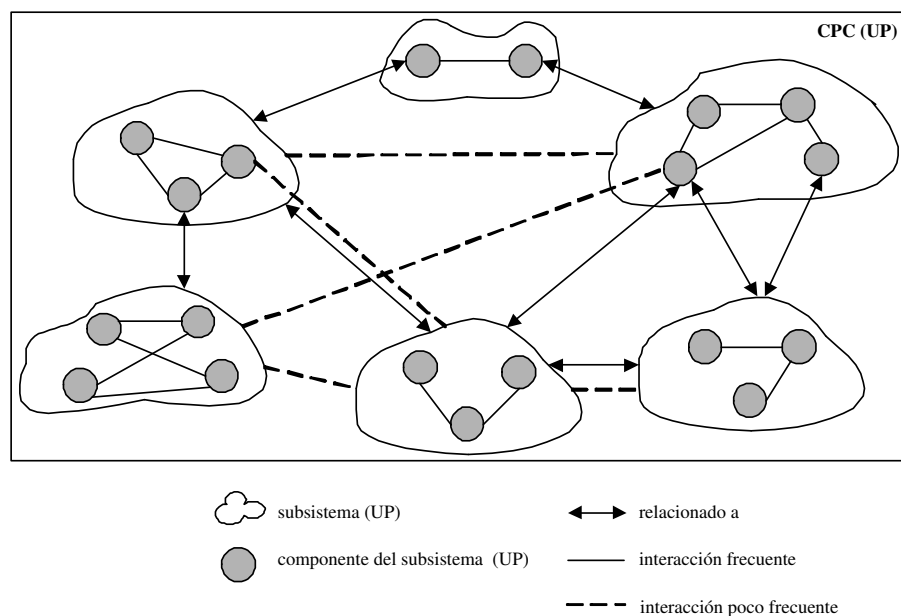 CPC (UP)
subsistema (UP)
relacionado a
componente del subsistema (UP)
interacción frecuente
interacción poco frecuente